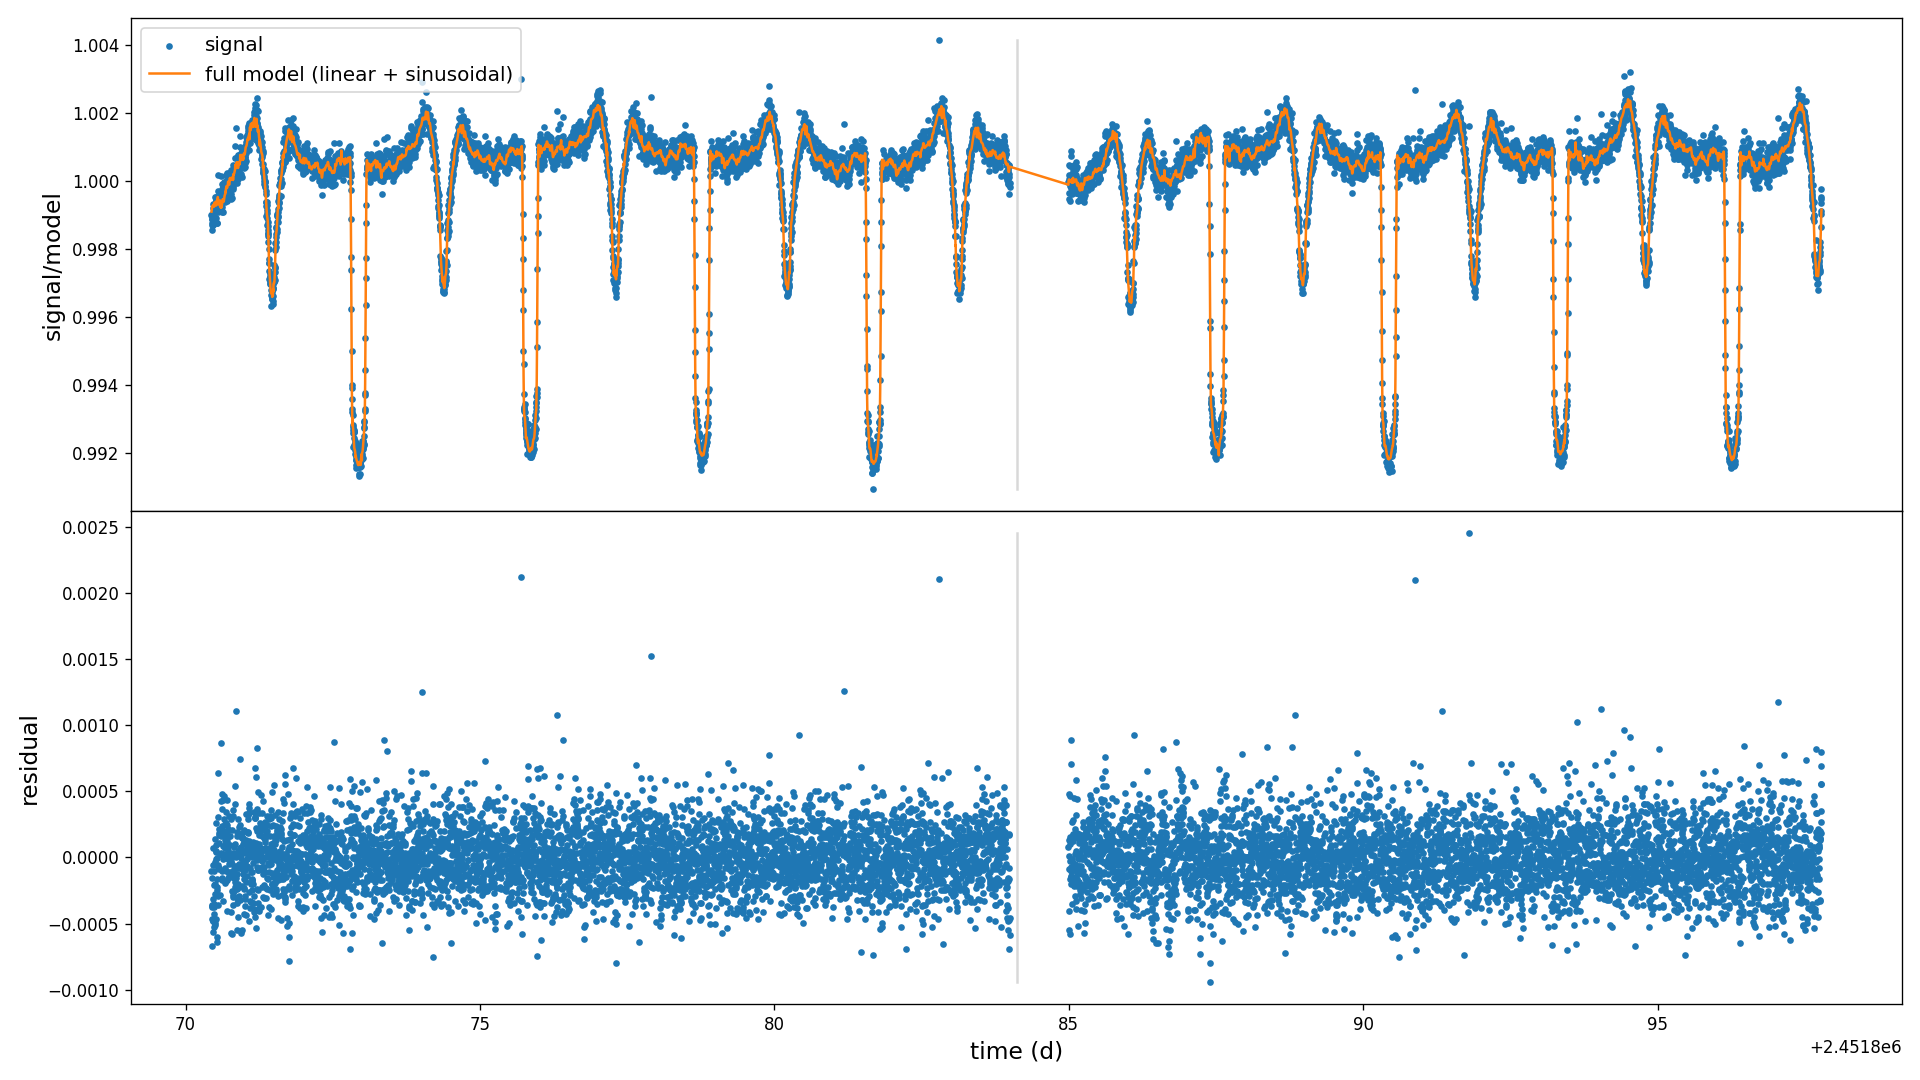 signal
full model (linear + sinusoidal)
signal/model
1.004
1.002
1.000
0.998
0.996
0.994
0.992
residual
0.0025
0.0020
0.0015
0.0010
0.0005
0.0000
−0.0005
−0.0010
70 75 80 85 90 95
time (d)
+2.4518e6